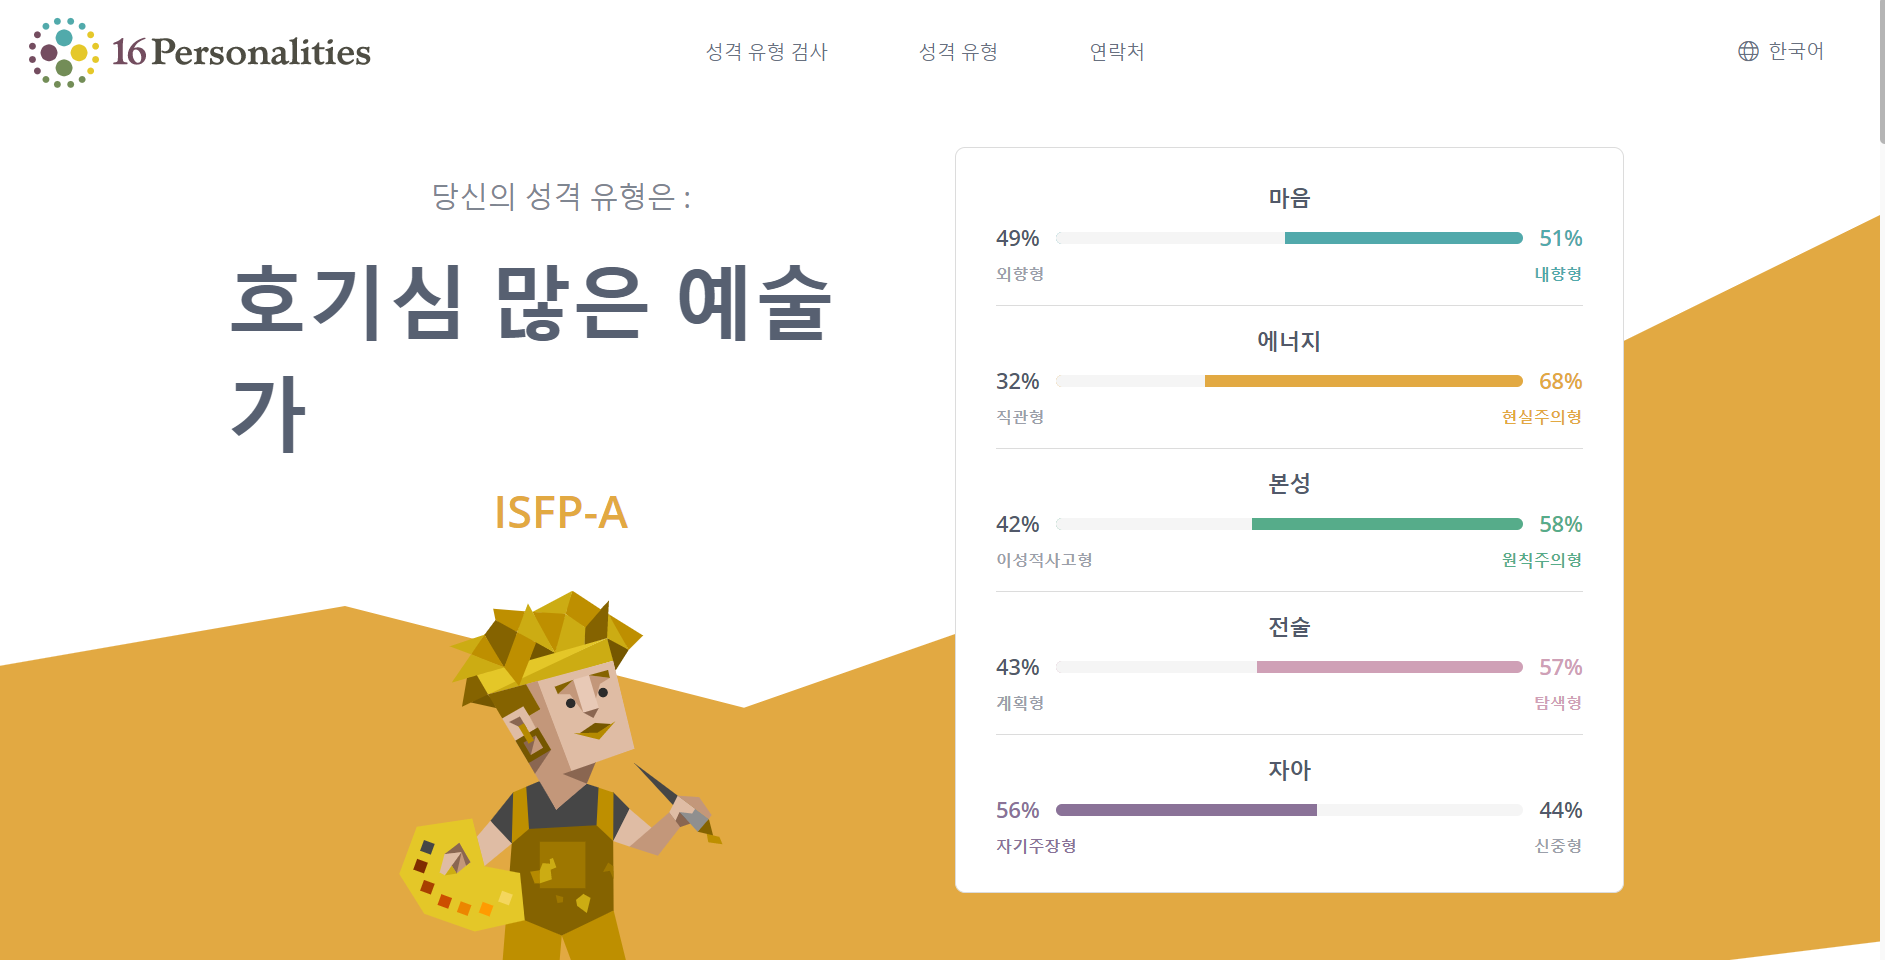 16 Personalities
성격 유형 검사
성격 유형
연락처
한국어
당신의 성격 유형은 :
호기심 많은 예술
가
ISFP-A
마음
49% 51%
외향형 내향형
에너지
32% 68%
직관형 현실주의형
본성
42% 58%
이성적사고형 원칙주의형
전술
43% 57%
계획형 탐색형
자아
56% 44%
자기주장형 신중형